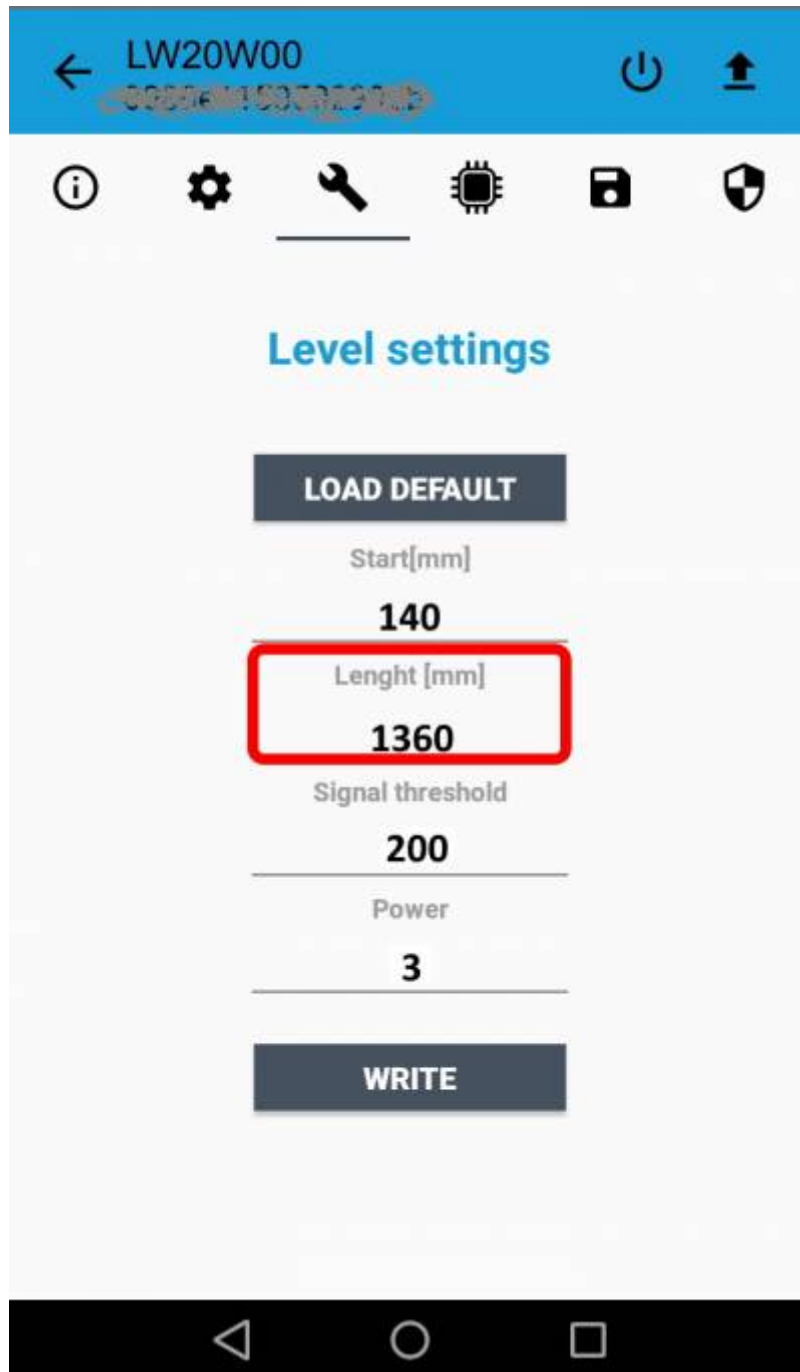 LW20W00
Level settings
LOAD DEFAULT
Start[mm]
140
Lenght [mm]
1360
Signal threshold
200
Power
3
WRITE